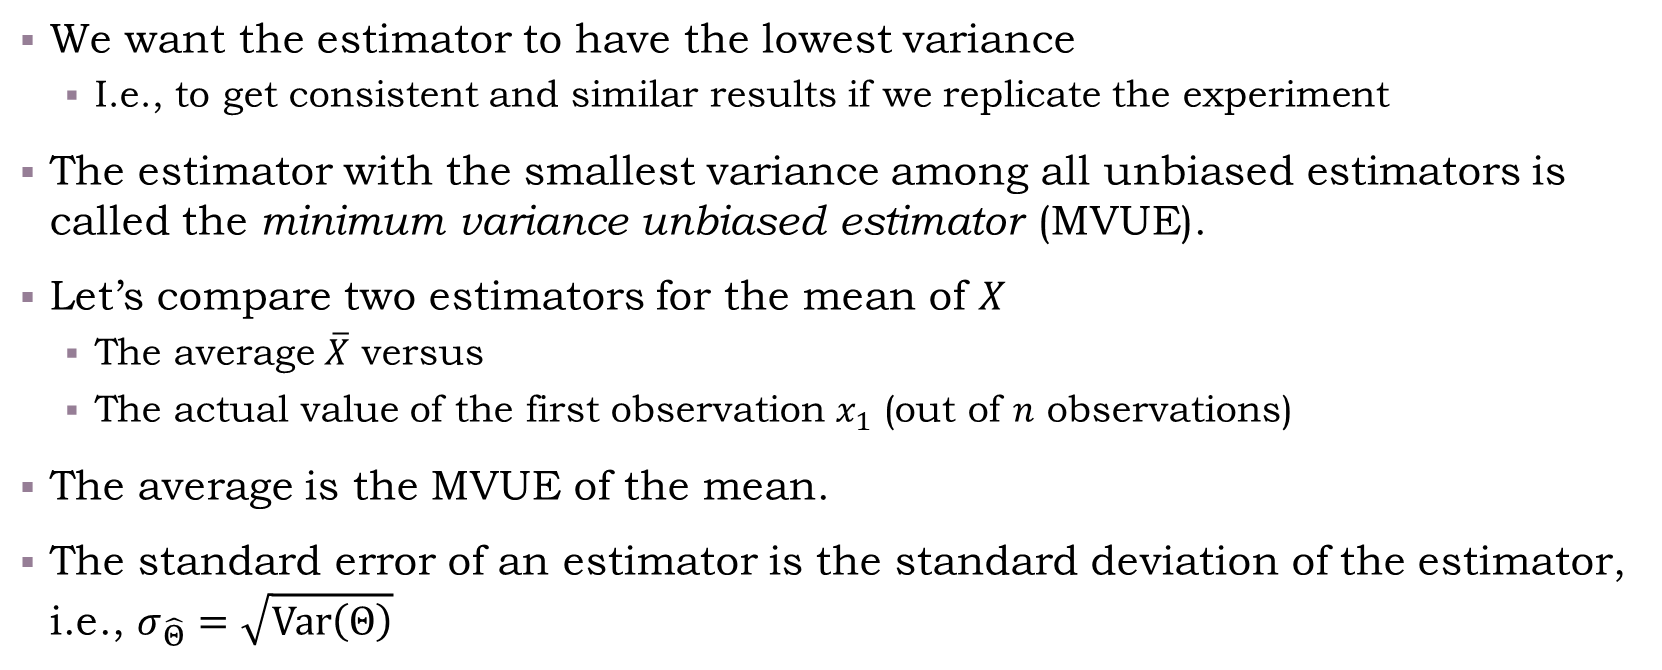 ▪ We want the estimator to have the lowest variance
▪ I.e., to get consistent and similar results if we replicate the experiment
▪ The estimator with the smallest variance among all unbiased estimators is
called the minimum variance unbiased estimator (MVUE).
▪ Let’s compare two estimators for the mean of X
▪ The average X̄ versus
▪ The actual value of the first observation x₁ (out of n observations)
▪ The average is the MVUE of the mean.
▪ The standard error of an estimator is the standard deviation of the estimator,
i.e., σ_Θ̂ = √Var(Θ)